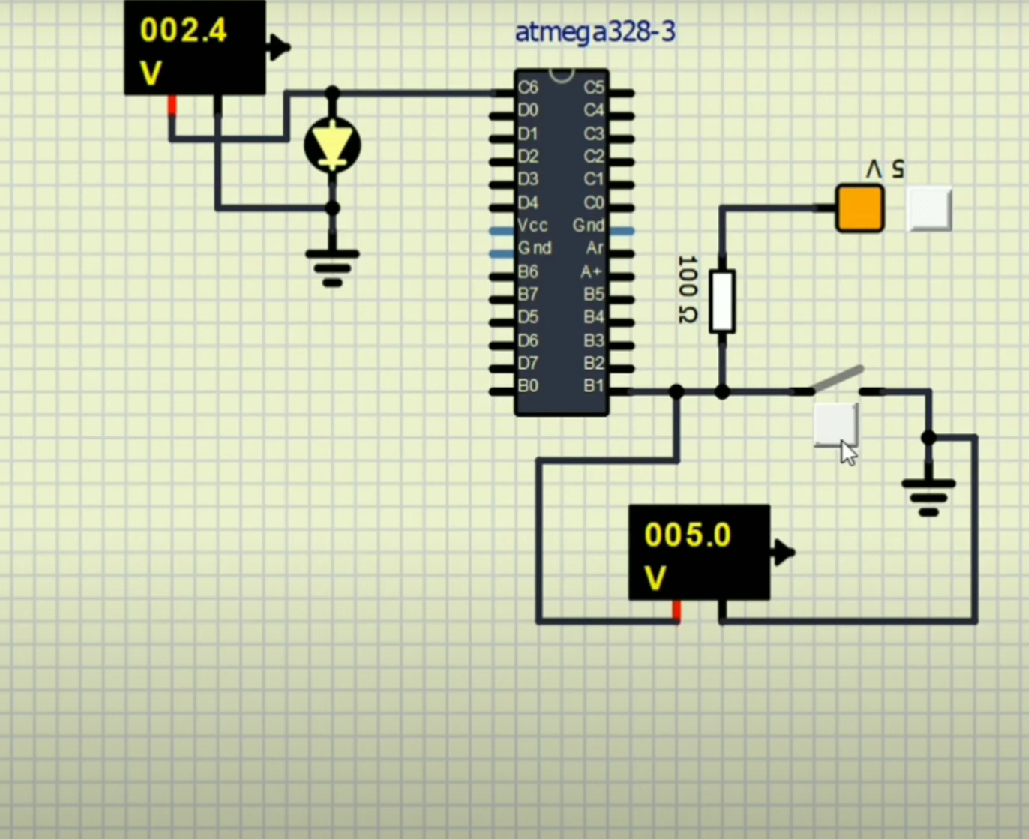 002.4
V
atmega328-3
C6 C5
D0 C4
D1 C3
D2 C2
D3 C1
D4 C0
Vcc Gnd
Gnd Ar
B6 A+
B7 B5
D5 B4
D6 B3
D7 B2
B0 B1
5 V
100 Ω
005.0
V